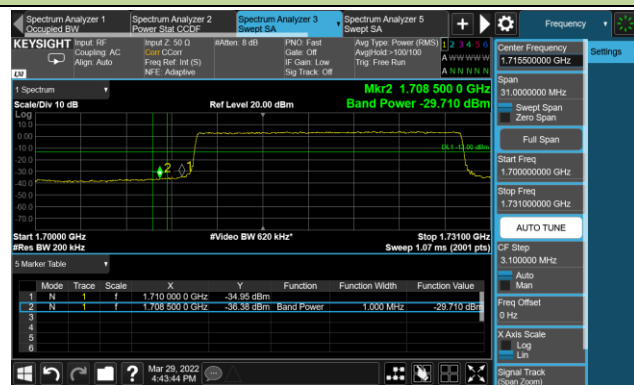 Spectrum Analyzer 1
Occupied BW
Spectrum Analyzer 2
Power Stat CCDF
Spectrum Analyzer 3
Swept SA
Spectrum Analyzer 5
Swept SA
Frequency
KEYSIGHT
Input: RF
Coupling: AC
Align: Auto
Input Z: 50 Ω
Corr CCorr
Freq Ref: Int (S)
NFE: Adaptive
#Atten: 8 dB
PNO: Fast
Gate: Off
IF Gain: Low
Sig Track: Off
Avg Type: Power (RMS)
Avg|Hold:>100/100
Trig: Free Run
1 2 3 4 5 6
A W W W W W
A N N N N N
LXI
Center Frequency
1.715500000 GHz
Settings
Span
31.0000000 MHz
Swept Span
Zero Span
Full Span
Start Freq
1.700000000 GHz
Stop Freq
1.731000000 GHz
AUTO TUNE
CF Step
3.100000 MHz
Auto
Man
Freq Offset
0 Hz
X Axis Scale
Log
Lin
Signal Track
(Span Zoom)
1 Spectrum
Scale/Div 10 dB
Ref Level 20.00 dBm
Mkr2 1.708 500 0 GHz
Band Power -29.710 dBm
Log
10.0
0.00
-10.0
-20.0
-30.0
-40.0
-50.0
-60.0
-70.0
DL1 -13.00 dBm
2
1
Start 1.70000 GHz
#Res BW 200 kHz
#Video BW 620 kHz*
Stop 1.73100 GHz
Sweep 1.07 ms (2001 pts)
5 Marker Table
Mode Trace Scale X Y Function Function Width Function Value
1 N 1 f 1.710 000 0 GHz -34.95 dBm
2 N 1 f 1.708 500 0 GHz -36.38 dBm Band Power 1.000 MHz -29.710 dBm
3
4
5
6
Mar 29, 2022
4:43:44 PM